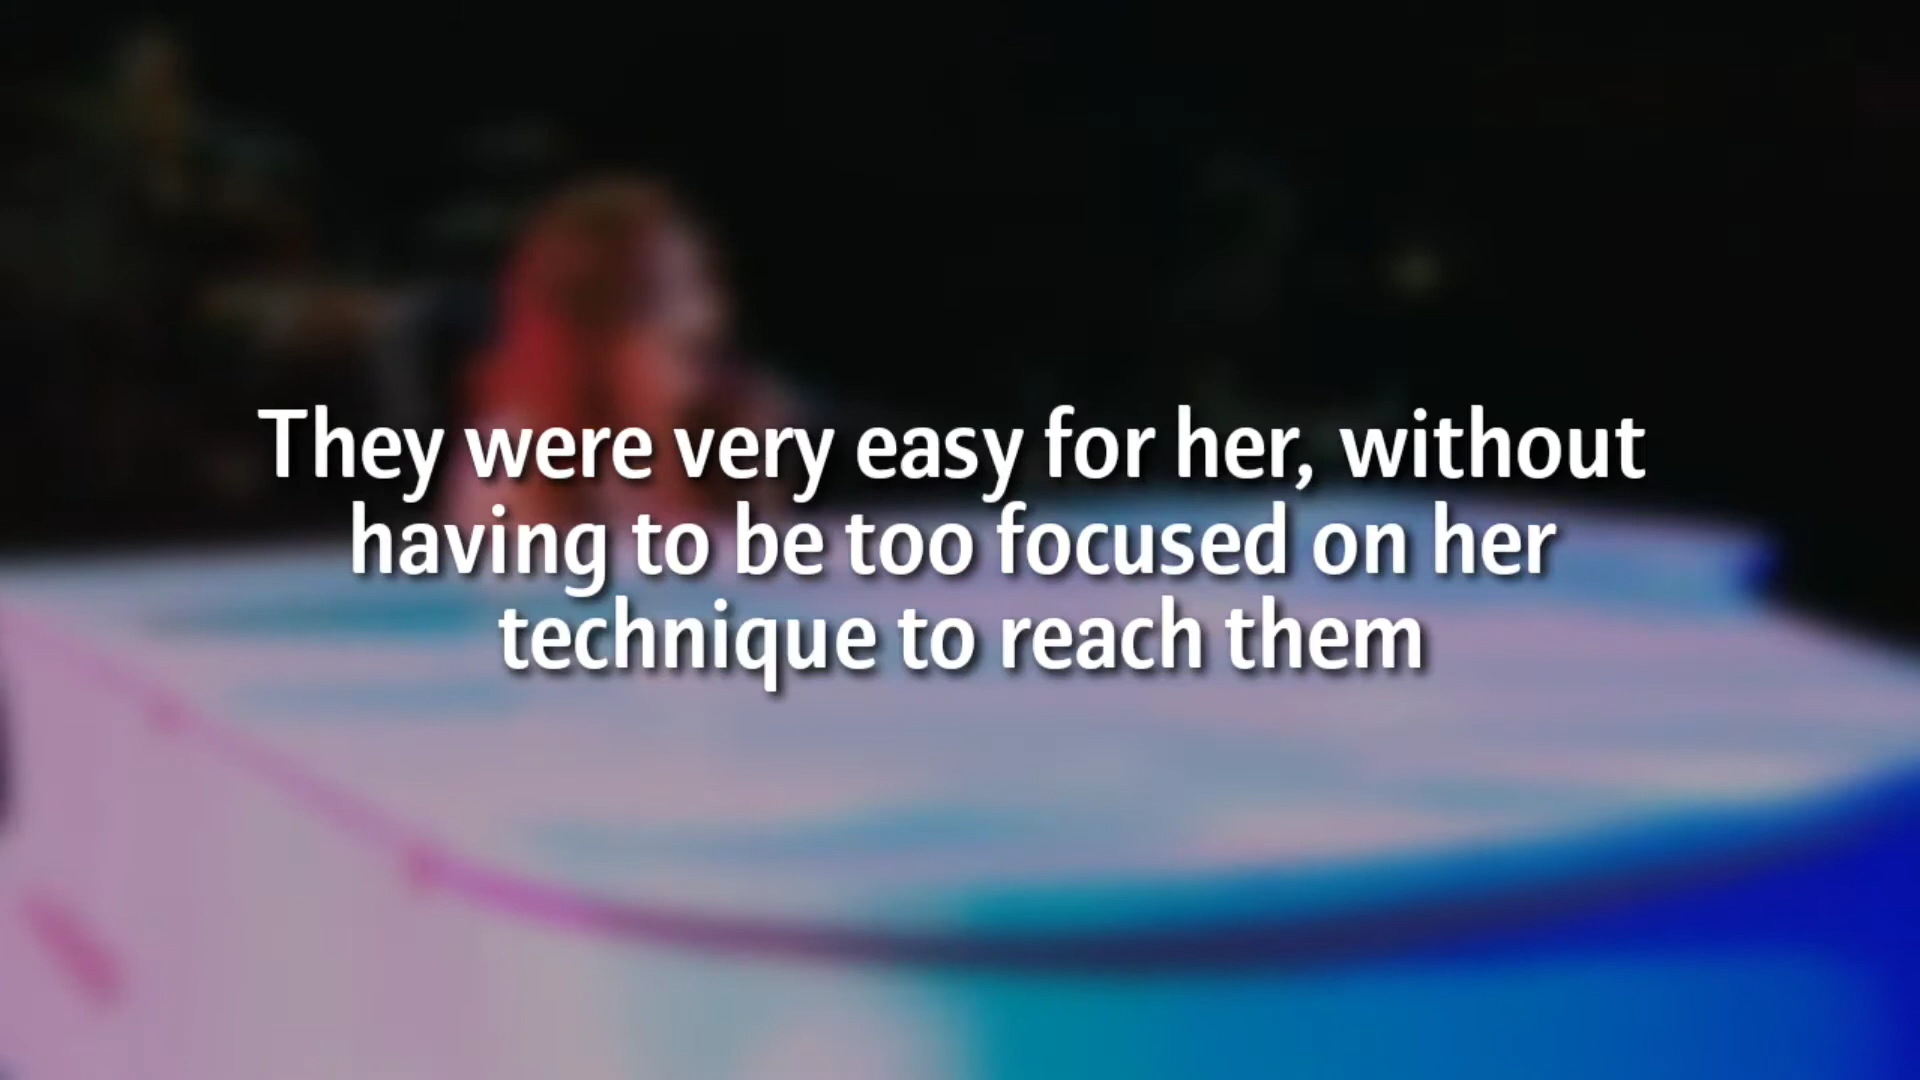 They were very easy for her, without
having to be too focused on her
technique to reach them